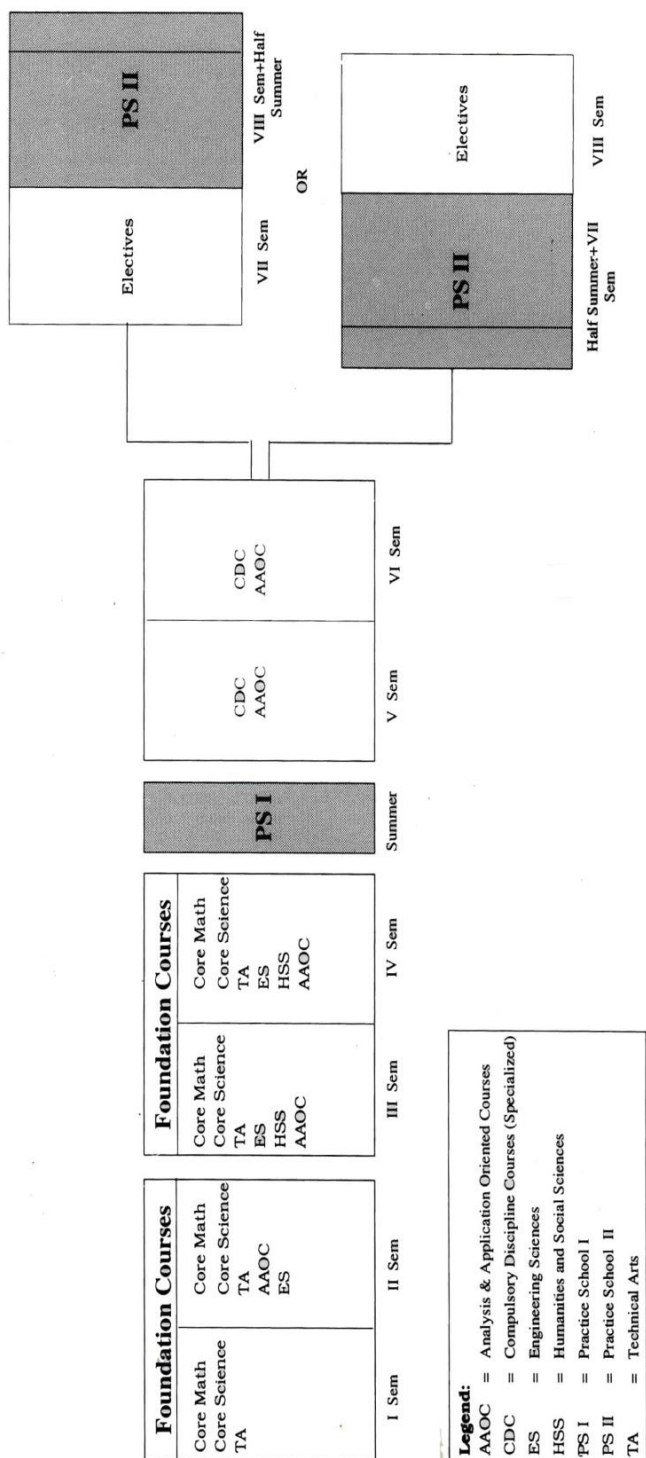 Foundation Courses
Core Math
Core Science
TA
I Sem
Core Math
Core Science
TA
AAOC
ES
II Sem
Foundation Courses
Core Math
Core Science
TA
ES
HSS
AAOC
III Sem
Core Math
Core Science
TA
ES
HSS
AAOC
IV Sem
PS I
Summer
CDC
AAOC
V Sem
CDC
AAOC
VI Sem
Electives
VII Sem
PS II
VIII Sem+Half
Summer
OR
PS II
Half Summer+VII
Sem
Electives
VIII Sem
Legend:
AAOC = Analysis & Application Oriented Courses
CDC = Compulsory Discipline Courses (Specialized)
ES = Engineering Sciences
HSS = Humanities and Social Sciences
PS I = Practice School I
PS II = Practice School II
TA = Technical Arts